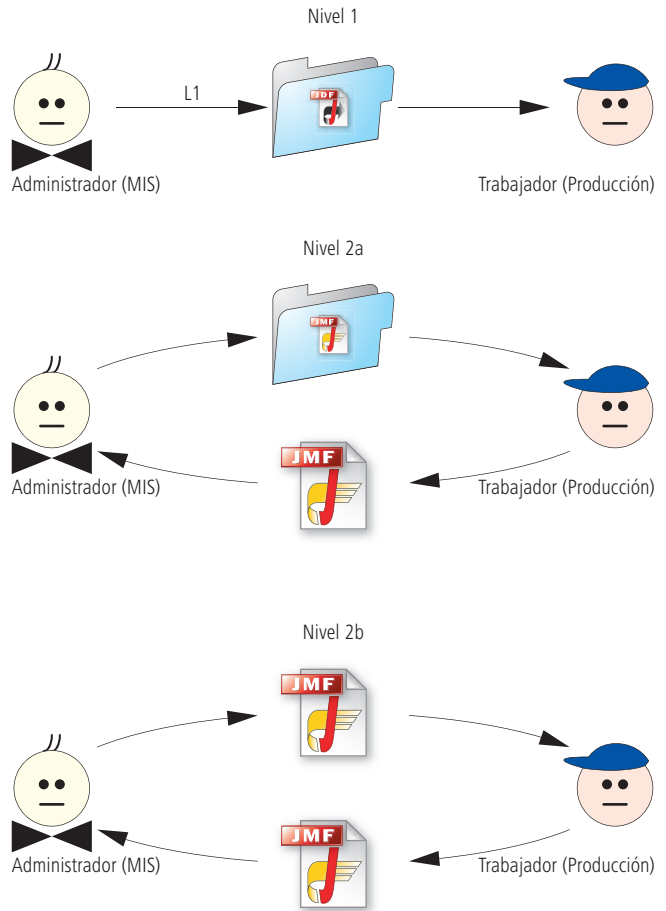 Nivel 1
L1
JDF
Administrador (MIS)
Trabajador (Producción)
Nivel 2a
JMF
JMF
Administrador (MIS)
Trabajador (Producción)
Nivel 2b
JMF
JMF
Administrador (MIS)
Trabajador (Producción)